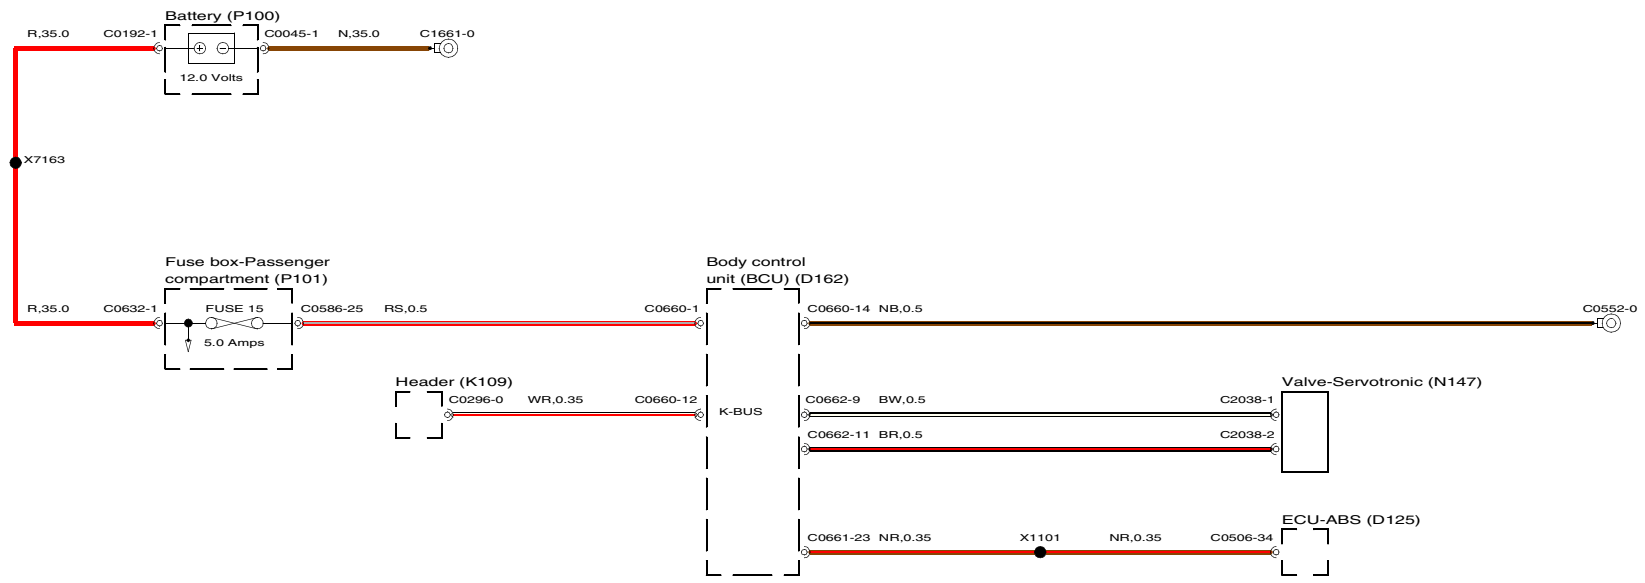 Battery (P100)
R,35.0 C0192-1 C0045-1 N,35.0 C1661-0
12.0 Volts
X7163
Fuse box-Passenger
compartment (P101)
Body control
unit (BCU) (D162)
R,35.0 C0632-1 FUSE 15 C0586-25 RS,0.5 C0660-1 C0660-14 NB,0.5 C0552-0
5.0 Amps
Header (K109) Valve-Servotronic (N147)
C0296-0 WR,0.35 C0660-12 C0662-9 BW,0.5 C2038-1
K-BUS
C0662-11 BR,0.5 C2038-2
ECU-ABS (D125)
C0661-23 NR,0.35 X1101 NR,0.35 C0506-34